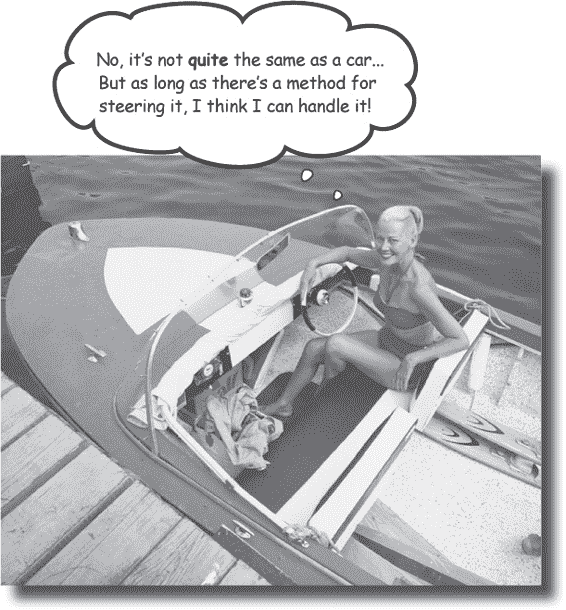 No, it's not quite the same as a car...
But as long as there's a method for
steering it, I think I can handle it!